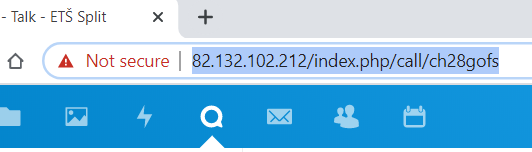 - Talk - ETŠ Split
Not secure | 82.132.102.212/index.php/call/ch28gofs